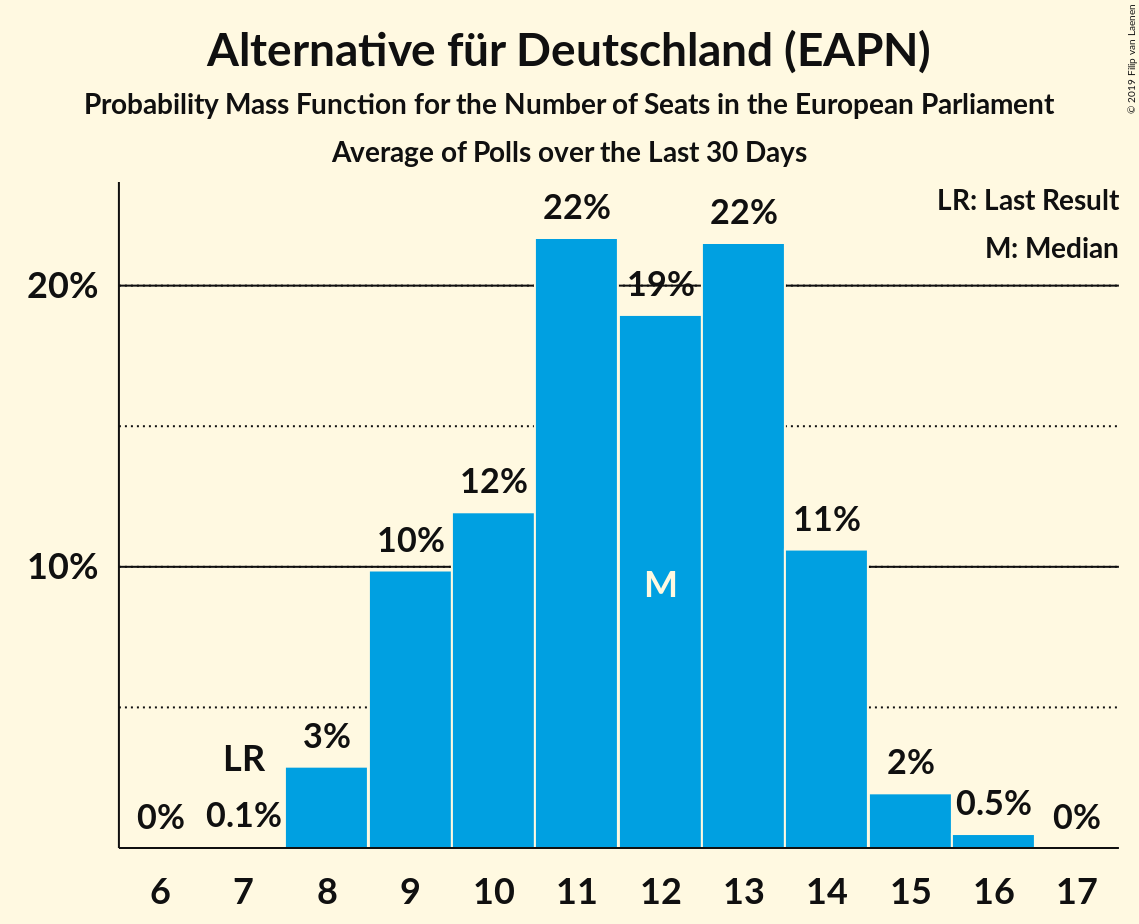 Alternative für Deutschland (EAPN)
Probability Mass Function for the Number of Seats in the European Parliament
Average of Polls over the Last 30 Days
© 2019 Filip van Laenen
LR: Last Result
M: Median
20%
10%
0%
LR
0.1%
3%
10%
12%
22%
19%
M
22%
11%
2%
0.5%
0%
6 7 8 9 10 11 12 13 14 15 16 17